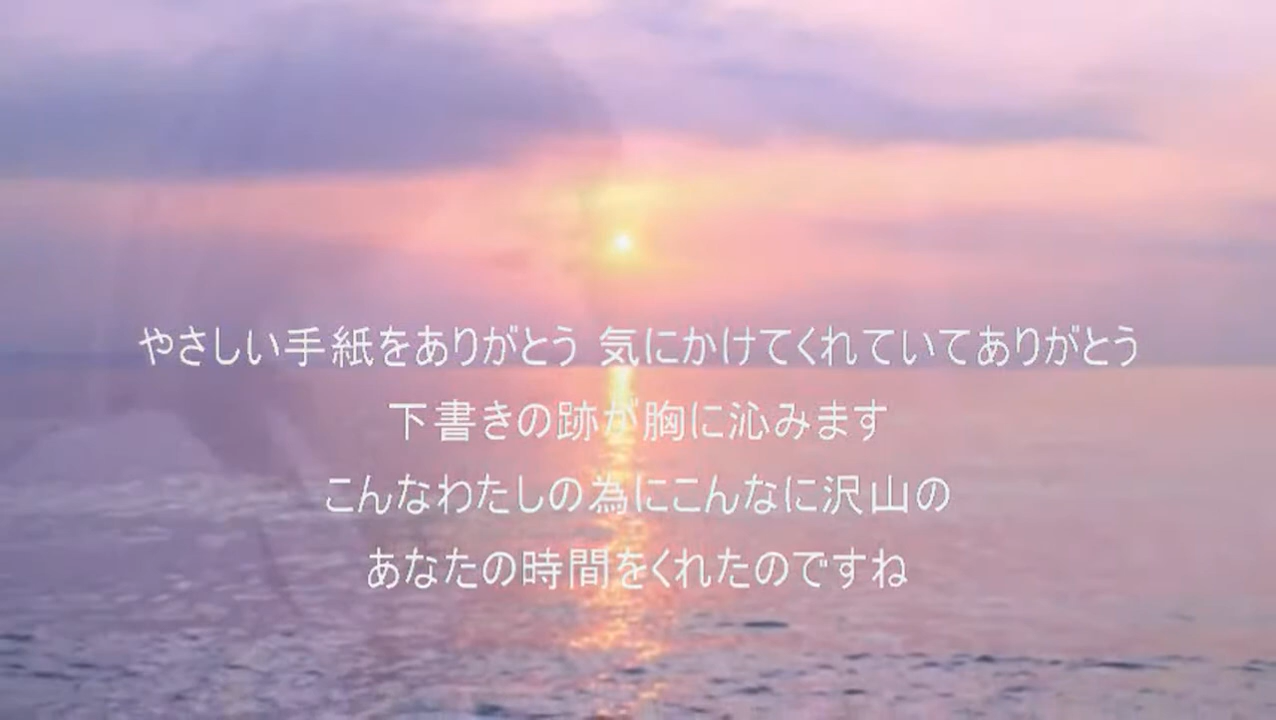 やさしい手紙をありがとう 気にかけてくれていてありがとう
下書きの跡が胸に沁みます
こんなわたしの為にこんなに沢山の
あなたの時間をくれたのですね